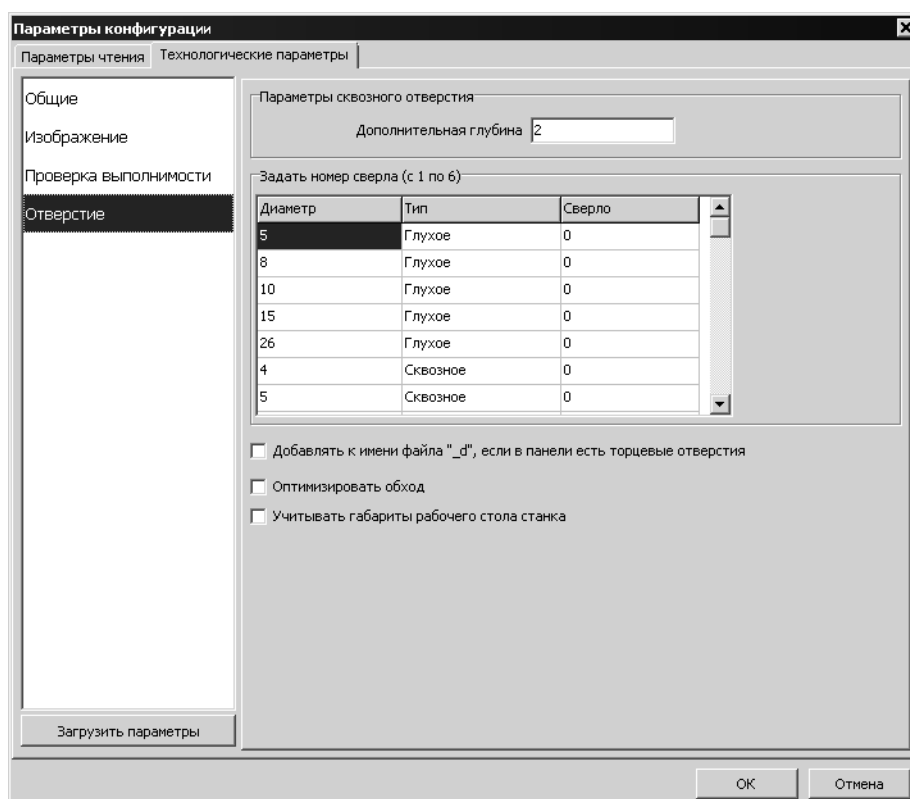 Параметры конфигурации
Параметры чтения Технологические параметры
Общие
Изображение
Проверка выполнимости
Отверстие
Загрузить параметры
Параметры сквозного отверстия
Дополнительная глубина 2
Задать номер сверла (с 1 по 6)
Диаметр Тип Сверло
5 Глухое 0
8 Глухое 0
10 Глухое 0
15 Глухое 0
26 Глухое 0
4 Сквозное 0
5 Сквозное 0
Добавлять к имени файла "_d", если в панели есть торцевые отверстия
Оптимизировать обход
Учитывать габариты рабочего стола станка
OK Отмена